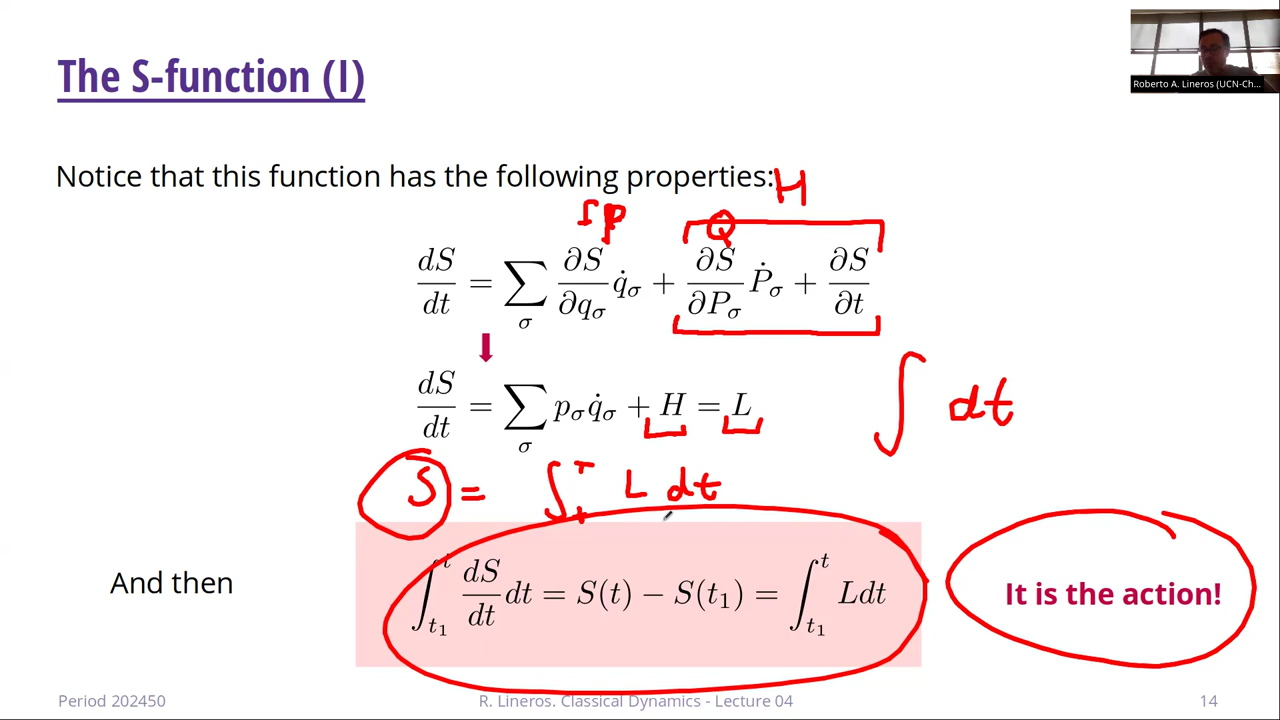 The S-function (I)
Roberto A. Lineros (UCN-Ch...
Notice that this function has the following properties:
H
p
Q
dS/dt = ∑_σ ∂S/∂q_σ q̇_σ + ∂S/∂P_σ Ṗ_σ + ∂S/∂t
dS/dt = ∑_σ p_σ q̇_σ + H = L
∫ dt
S = ∫ L dt
And then
∫_{t_1}^{t} dS/dt dt = S(t) − S(t_1) = ∫_{t_1}^{t} L dt
It is the action!
Period 202450
R. Lineros. Classical Dynamics - Lecture 04
14